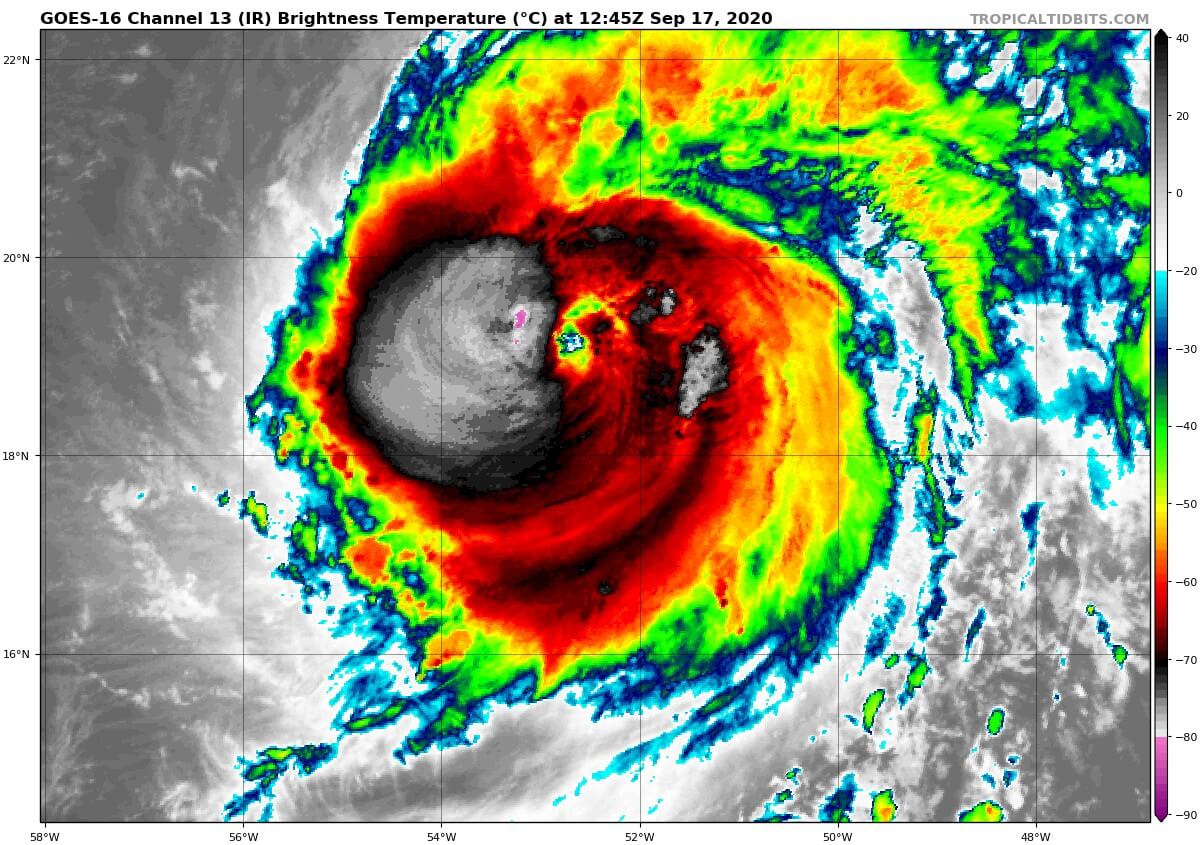 GOES-16 Channel 13 (IR) Brightness Temperature (°C) at 12:45Z Sep 17, 2020
TROPICALTIDBITS.COM
40
22°N
20
0
20°N
−20
−30
18°N
−40
−50
−60
16°N
−70
−80
−90
58°W 56°W 54°W 52°W 50°W 48°W